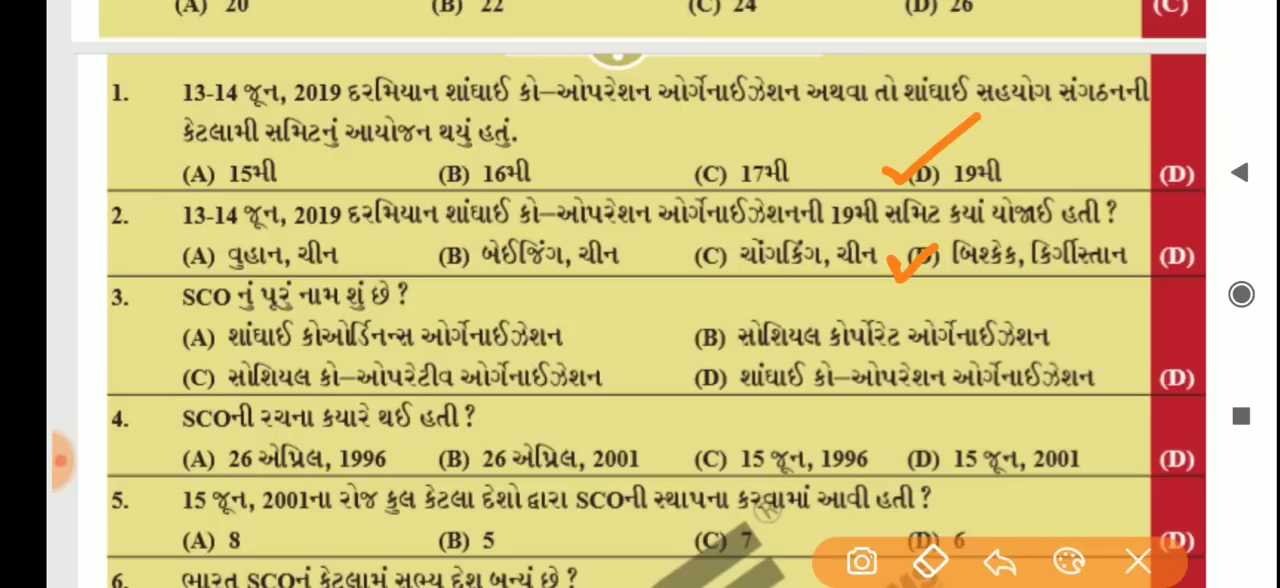 (A) 20 (B) 22 (C) 24 (D) 26 (C)
1. 13-14 જૂન, 2019 દરમિયાન શાંઘાઈ કો-ઓપરેશન ઓર્ગેનાઈઝેશન અથવા તો શાંઘાઈ સહયોગ સંગઠનની
કેટલામી સમિટનું આયોજન થયું હતું.
(A) 15મી (B) 16મી (C) 17મી (D) 19મી (D)
2. 13-14 જૂન, 2019 દરમિયાન શાંઘાઈ કો-ઓપરેશન ઓર્ગેનાઈઝેશનની 19મી સમિટ કયાં યોજાઈ હતી ?
(A) વુહાન, ચીન (B) બેઈજિંગ, ચીન (C) ચોંગકિંગ, ચીન (D) બિશ્કેક, કિર્ગીસ્તાન (D)
3. SCO નું પૂરું નામ શું છે ?
(A) શાંઘાઈ કોઓર્ડિનન્સ ઓર્ગેનાઈઝેશન (B) સોશિયલ કોર્પોરેટ ઓર્ગેનાઈઝેશન
(C) સોશિયલ કો-ઓપરેટીવ ઓર્ગેનાઈઝેશન (D) શાંઘાઈ કો-ઓપરેશન ઓર્ગેનાઈઝેશન (D)
4. SCOની રચના કયારે થઈ હતી ?
(A) 26 એપ્રિલ, 1996 (B) 26 એપ્રિલ, 2001 (C) 15 જૂન, 1996 (D) 15 જૂન, 2001 (D)
5. 15 જૂન, 2001ના રોજ કુલ કેટલા દેશો દ્વારા SCOની સ્થાપના કરવામાં આવી હતી ?
(A) 8 (B) 5 (C) 7 (D) 6 (D)
6. ભારત SCOનું કેટલામું સભ્ય દેશ બન્યું છે ?